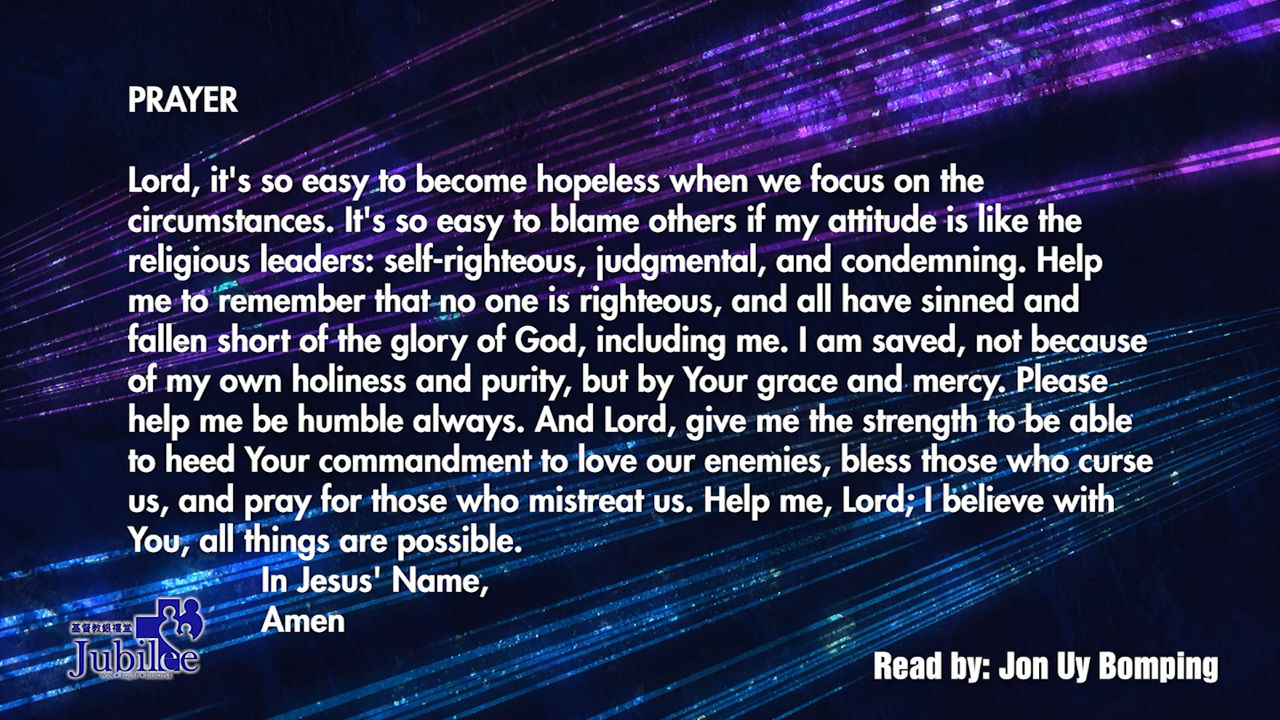 PRAYER
Lord, it's so easy to become hopeless when we focus on the
circumstances. It's so easy to blame others if my attitude is like the
religious leaders: self-righteous, judgmental, and condemning. Help
me to remember that no one is righteous, and all have sinned and
fallen short of the glory of God, including me. I am saved, not because
of my own holiness and purity, but by Your grace and mercy. Please
help me be humble always. And Lord, give me the strength to be able
to heed Your commandment to love our enemies, bless those who curse
us, and pray for those who mistreat us. Help me, Lord; I believe with
You, all things are possible.
In Jesus' Name,
Amen
基督教銀禧堂
Jubilee
Read by: Jon Uy Bomping